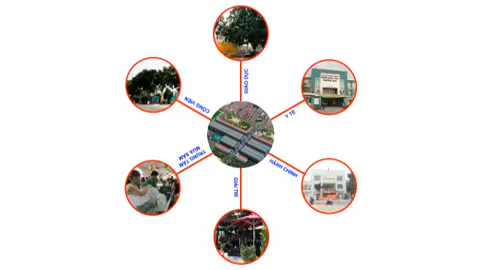 GIÁO DỤC
CÔNG VIÊN
Y TẾ
TRUNG TÂM
MUA SẮM
HÀNH CHÍNH
GIẢI TRÍ